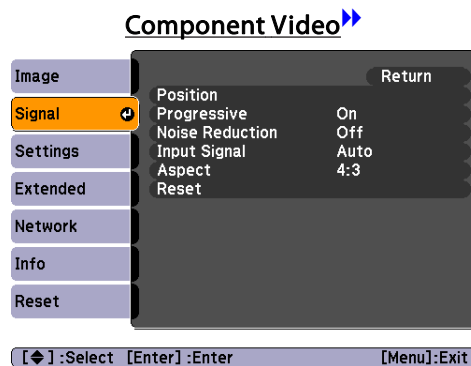 Component Video
Image
Signal
Settings
Extended
Network
Info
Reset
Return
Position
Progressive On
Noise Reduction Off
Input Signal Auto
Aspect 4:3
Reset
[ ] :Select [Enter] :Enter [Menu]:Exit